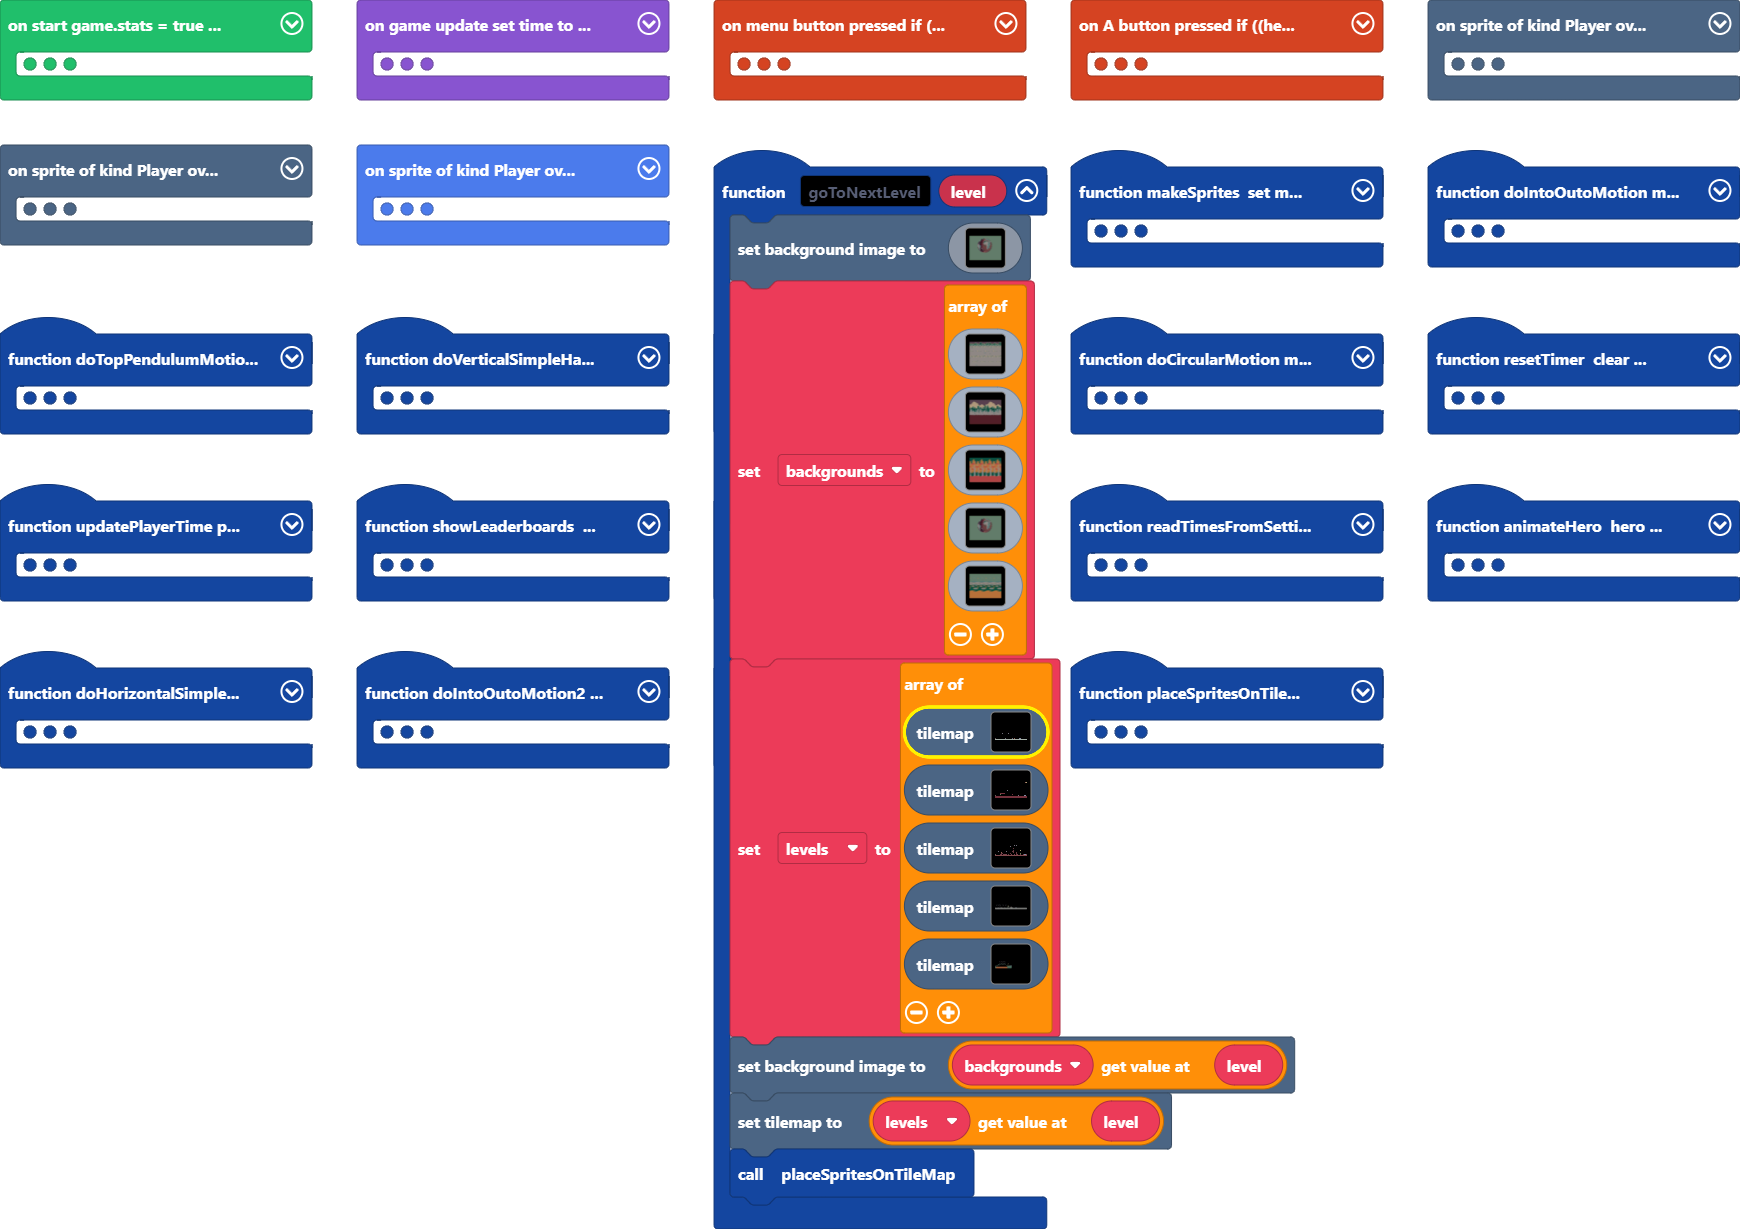 on start game.stats = true ...
on game update set time to ...
on menu button pressed if (...
on A button pressed if ((he...
on sprite of kind Player ov...
on sprite of kind Player ov...
on sprite of kind Player ov...
function goToNextLevel level
set background image to
set backgrounds to
array of
set levels to
array of
tilemap
tilemap
tilemap
tilemap
tilemap
set background image to backgrounds get value at level
set tilemap to levels get value at level
call placeSpritesOnTileMap
function makeSprites set m...
function doIntoOutoMotion m...
function doTopPendulumMotio...
function doVerticalSimpleHa...
function doCircularMotion m...
function resetTimer clear ...
function updatePlayerTime p...
function showLeaderboards ...
function readTimesFromSetti...
function animateHero hero ...
function doHorizontalSimple...
function doIntoOutoMotion2 ...
function placeSpritesOnTile...